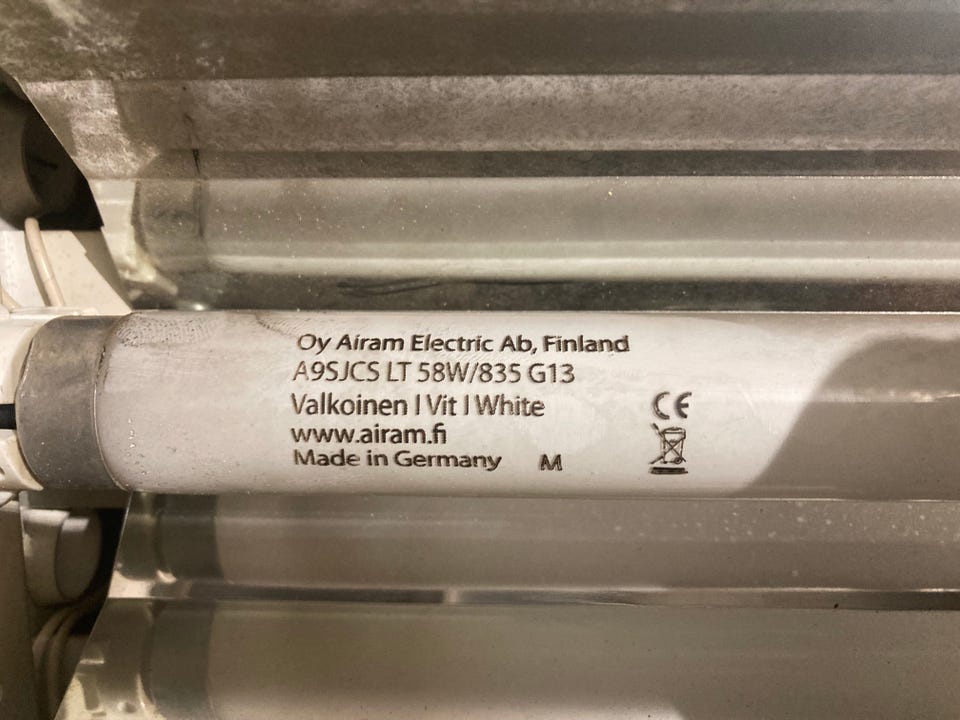 Oy Airam Electric Ab, Finland
A9SJCS LT 58W/835 G13
Valkoinen | Vit | White
www.airam.fi
Made in Germany M
CE